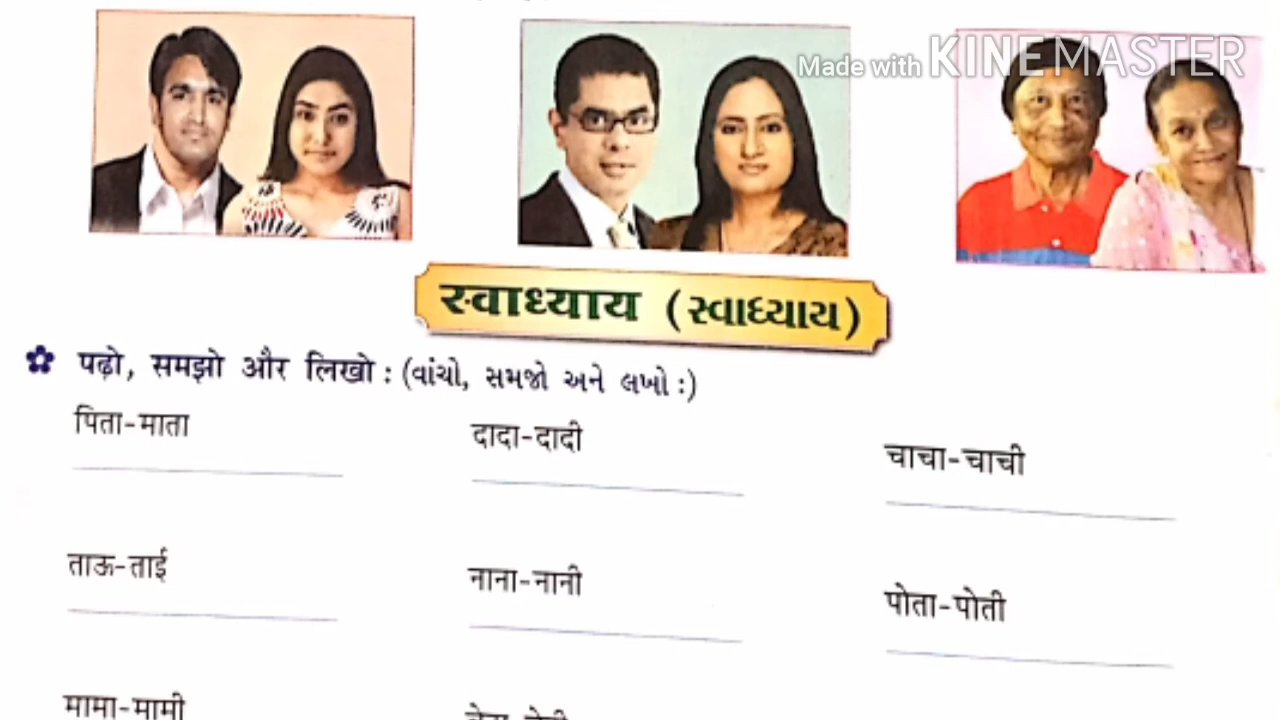 Made with KINEMASTER
स्वाध्याय (સ્વાધ્યાય)
पढ़ो, समझो और लिखो : (વાંચો, સમજો અને લખો :)
पिता-माता दादा-दादी चाचा-चाची
ताऊ-ताई नाना-नानी पोता-पोती
मामा-मामी